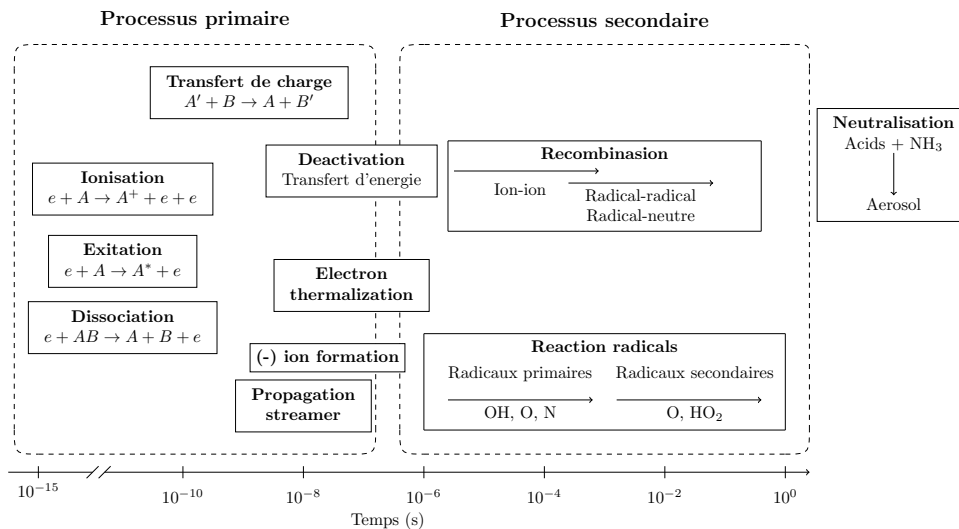 Processus primaire
Processus secondaire
Transfert de charge
A′ + B → A + B′
Deactivation
Transfert d'energie
Ionisation
e + A → A⁺ + e + e
Exitation
e + A → A* + e
Electron
thermalization
Dissociation
e + AB → A + B + e
(-) ion formation
Propagation
streamer
Recombinasion
Ion-ion
Radical-radical
Radical-neutre
Reaction radicals
Radicaux primaires
Radicaux secondaires
OH, O, N
O, HO₂
Neutralisation
Acids + NH₃
Aerosol
10⁻¹⁵
10⁻¹⁰
10⁻⁸
10⁻⁶
10⁻⁴
10⁻²
10⁰
Temps (s)